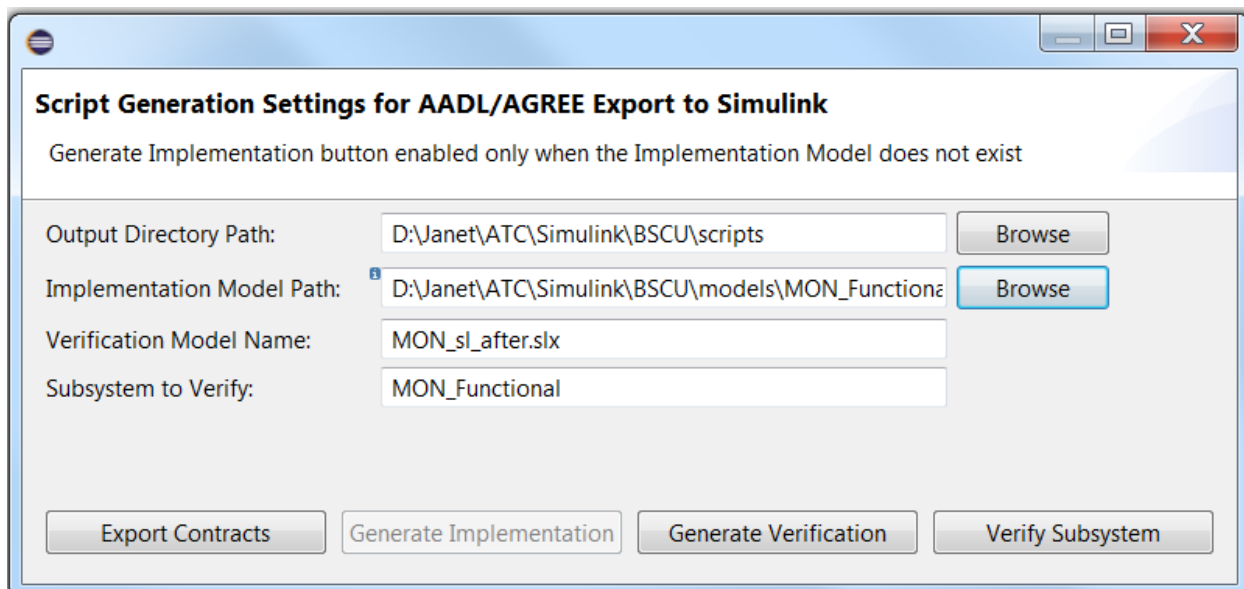 Script Generation Settings for AADL/AGREE Export to Simulink
Generate Implementation button enabled only when the Implementation Model does not exist
Output Directory Path: D:\Janet\ATC\Simulink\BSCU\scripts Browse
Implementation Model Path: D:\Janet\ATC\Simulink\BSCU\models\MON_Functiona Browse
Verification Model Name: MON_sl_after.slx
Subsystem to Verify: MON_Functional
Export Contracts Generate Implementation Generate Verification Verify Subsystem